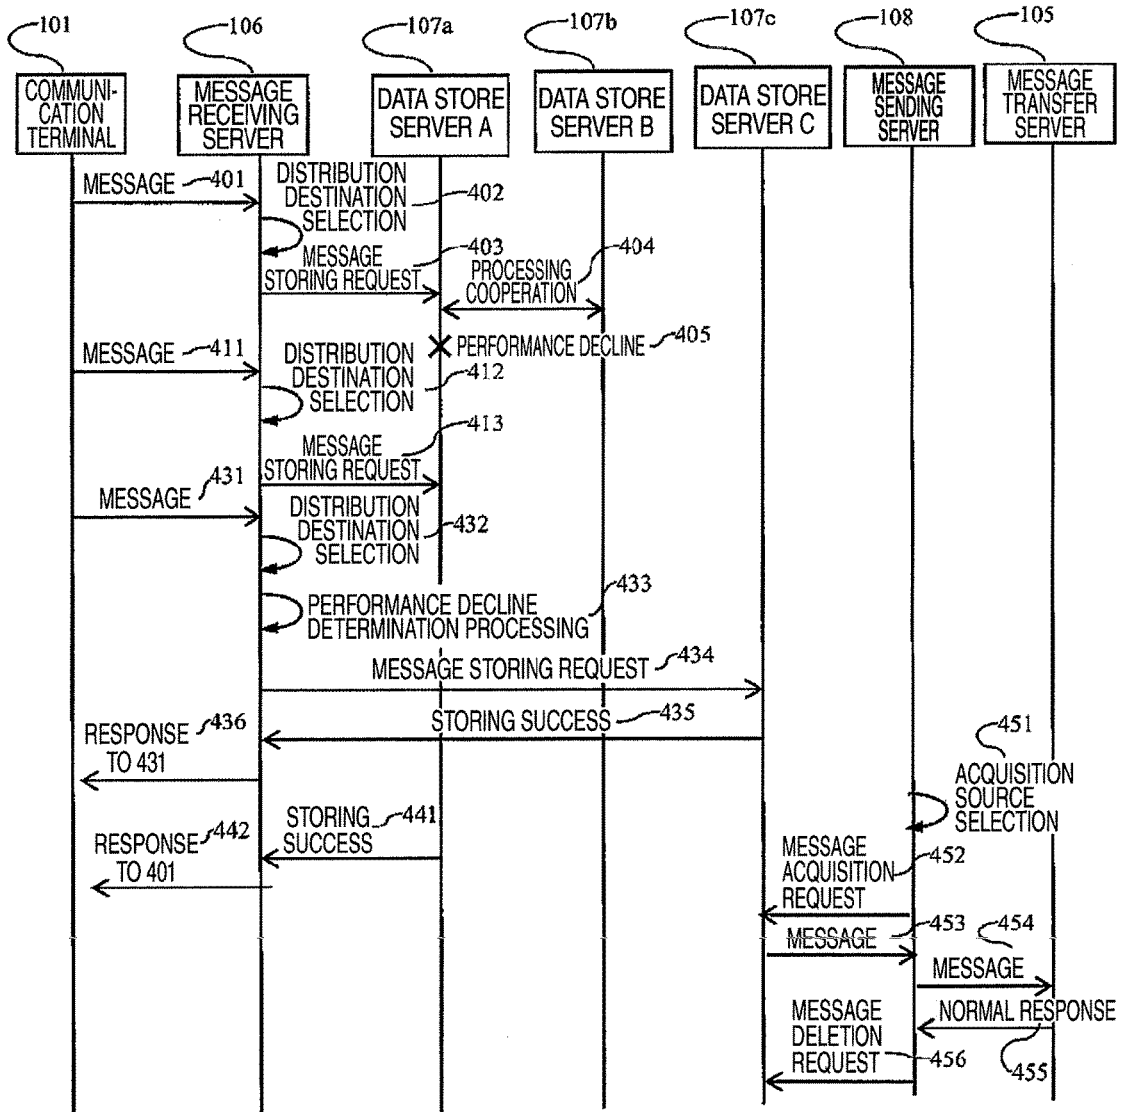 101
106
107a
107b
107c
108
105
COMMUNI-
CATION
TERMINAL
MESSAGE
RECEIVING
SERVER
DATA STORE
SERVER A
DATA STORE
SERVER B
DATA STORE
SERVER C
MESSAGE
SENDING
SERVER
MESSAGE
TRANSFER
SERVER
MESSAGE 401
DISTRIBUTION
DESTINATION
SELECTION
402
MESSAGE
STORING REQUEST
403
PROCESSING
COOPERATION
404
PERFORMANCE DECLINE 405
MESSAGE 411
DISTRIBUTION
DESTINATION
SELECTION
412
MESSAGE
STORING REQUEST
413
MESSAGE 431
DISTRIBUTION
DESTINATION
SELECTION
432
PERFORMANCE DECLINE
DETERMINATION PROCESSING
433
MESSAGE STORING REQUEST 434
STORING SUCCESS 435
RESPONSE
TO 431
436
451
ACQUISITION
SOURCE
SELECTION
STORING
SUCCESS
441
RESPONSE
TO 401
442
MESSAGE
ACQUISITION
REQUEST
452
MESSAGE 453
MESSAGE 454
NORMAL RESPONSE
455
MESSAGE
DELETION
REQUEST
456